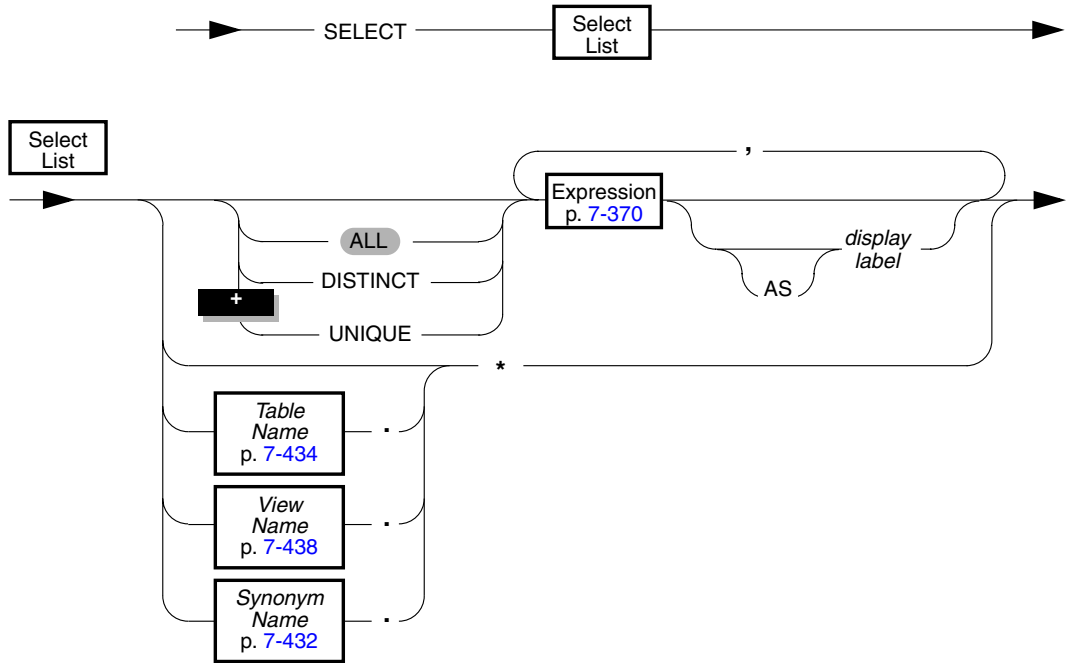 SELECT
Select
List
Select
List
,
Expression
p. 7-370
ALL
DISTINCT
+
UNIQUE
display
label
AS
*
Table
Name
p. 7-434
.
View
Name
p. 7-438
.
Synonym
Name
p. 7-432
.